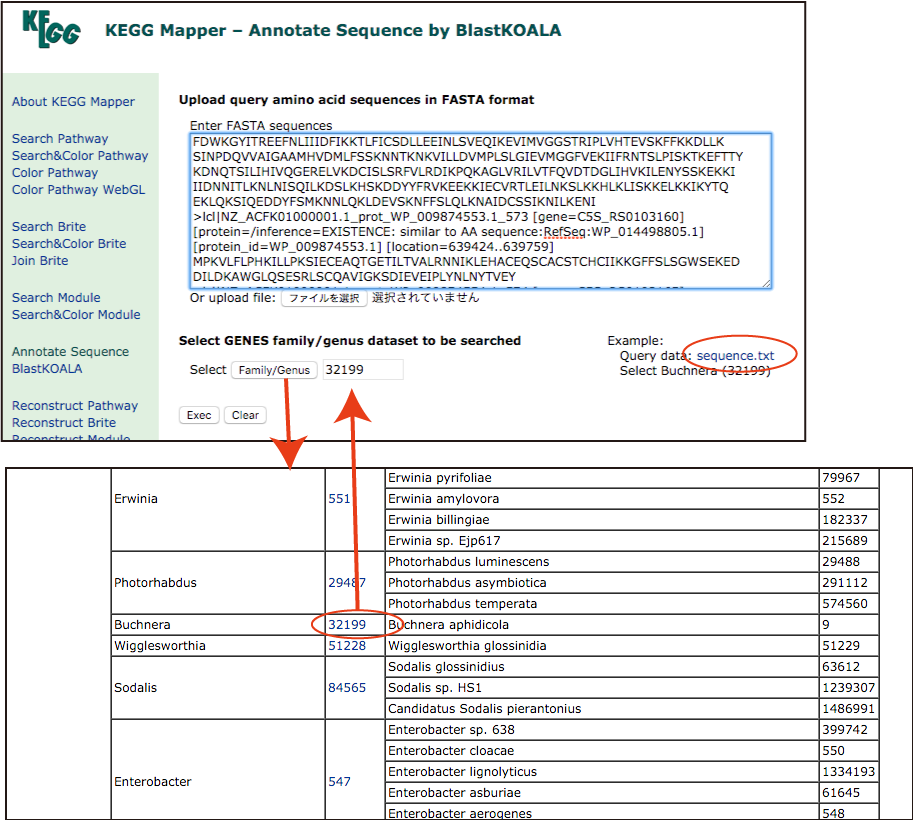 KEGG
KEGG Mapper – Annotate Sequence by BlastKOALA
About KEGG Mapper
Search Pathway
Search&Color Pathway
Color Pathway
Color Pathway WebGL
Search Brite
Search&Color Brite
Join Brite
Search Module
Search&Color Module
Annotate Sequence
BlastKOALA
Reconstruct Pathway
Reconstruct Brite
Reconstruct Module
Upload query amino acid sequences in FASTA format
Enter FASTA sequences
FDWKGYITREEFNLIIIDFIKKTLFICSDLLEEINLSVEQIKEVIMVGGSTRIPLVHTEVSKFFKKDLLK
SINPDQVVAIGAAMHVDMLFSSKNNTKNKVILLDVMPLSLGIEVMGGFVEKIIFRNTSLPISKTKEFTTY
KDNQTSILIHIVQGERELVKDCISLSRFVLRDIKPQKAGLVRILVTFQVDTDGLIHVKILENYSSKEKKI
IIDNNITLKNLNISQILKDSLKHSKDDYYFRVKEEKKIECVRTLEILNKSLKKHLKLISKKELKKIKYTQ
EKLQKSIQEDDYFSMKNNLQKLDEVSKNFFSLQLKNAIDCSSIKNILKENI
>lcl|NZ_ACFK01000001.1_prot_WP_009874553.1_573 [gene=C5S_RS0103160]
[protein=/inference=EXISTENCE: similar to AA sequence:RefSeq:WP_014498805.1]
[protein_id=WP_009874553.1] [location=639424..639759]
MPKVLFLPHKILLPKSIECEAQTGETILTVALRNNIKLEHACEQSCACSTCHCIIKKGFFSLSGWSEKED
DILDKAWGLQSESRLSCQAVIGKSDIEVEIPLYNLNYTVEY
Or upload file: ファイルを選択 選択されていません
Select GENES family/genus dataset to be searched
Select Family/Genus 32199
Exec Clear
Example:
Query data: sequence.txt
Select Buchnera (32199)
Erwinia 551
Erwinia pyrifoliae 79967
Erwinia amylovora 552
Erwinia billingiae 182337
Erwinia sp. Ejp617 215689
Photorhabdus 29487
Photorhabdus luminescens 29488
Photorhabdus asymbiotica 291112
Photorhabdus temperata 574560
Buchnera 32199 Buchnera aphidicola 9
Wigglesworthia 51228 Wigglesworthia glossinidia 51229
Sodalis 84565
Sodalis glossinidius 63612
Sodalis sp. HS1 1239307
Candidatus Sodalis pierantonius 1486991
Enterobacter 547
Enterobacter sp. 638 399742
Enterobacter cloacae 550
Enterobacter lignolyticus 1334193
Enterobacter asburiae 61645
Enterobacter aerogenes 548